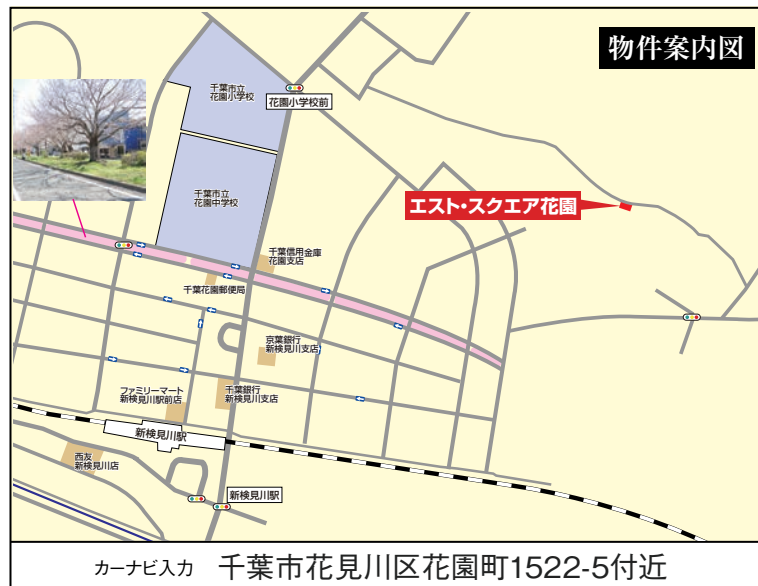 物件案内図
千葉市立
花園小学校
花園小学校前
千葉市立
花園中学校
エスト・スクエア花園
千葉信用金庫
花園支店
千葉花園郵便局
京葉銀行
新検見川支店
ファミリーマート
新検見川駅前店
千葉銀行
新検見川支店
新検見川駅
西友
新検見川店
新検見川駅
カーナビ入力 千葉市花見川区花園町1522-5付近